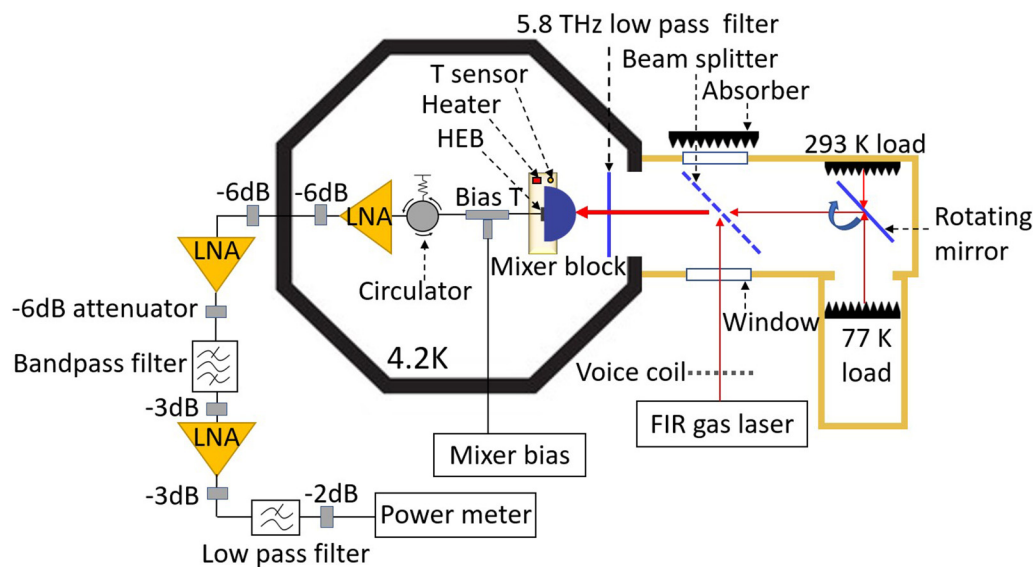 5.8 THz low pass filter
Beam splitter
T sensor
Absorber
Heater
293 K load
HEB
-6dB
-6dB
Bias T
LNA
LNA
Rotating
mirror
Mixer block
Circulator
-6dB attenuator
Window
77 K
load
Bandpass filter
4.2K
Voice coil
-3dB
FIR gas laser
LNA
Mixer bias
-3dB
-2dB
Power meter
Low pass filter